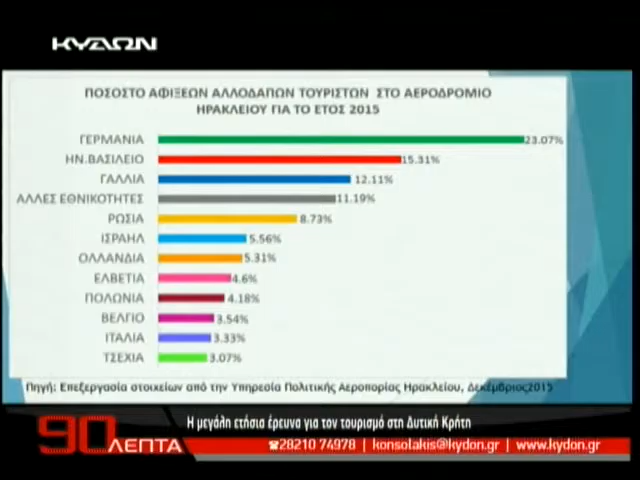 ΚΥΔΩΝ
ΠΟΣΟΣΤΟ ΑΦΙΞΕΩΝ ΑΛΛΟΔΑΠΩΝ ΤΟΥΡΙΣΤΩΝ ΣΤΟ ΑΕΡΟΔΡΟΜΙΟ
ΗΡΑΚΛΕΙΟΥ ΓΙΑ ΤΟ ΕΤΟΣ 2015
ΓΕΡΜΑΝΙΑ 23.07%
ΗΝ.ΒΑΣΙΛΕΙΟ 15.31%
ΓΑΛΛΙΑ 12.11%
ΑΛΛΕΣ ΕΘΝΙΚΟΤΗΤΕΣ 11.19%
ΡΩΣΙΑ 8.73%
ΙΣΡΑΗΛ 5.56%
ΟΛΛΑΝΔΙΑ 5.31%
ΕΛΒΕΤΙΑ 4.6%
ΠΟΛΩΝΙΑ 4.18%
ΒΕΛΓΙΟ 3.54%
ΙΤΑΛΙΑ 3.33%
ΤΣΕΧΙΑ 3.07%
Πηγή: Επεξεργασία στοιχείων από την Υπηρεσία Πολιτικής Αεροπορίας Ηρακλείου, Δεκέμβριος2015
Η μεγάλη ετήσια έρευνα για τον τουρισμό στη Δυτική Κρήτη
90 ΛΕΠΤΑ
☎28210 74978 | konsolakis@kydon.gr | www.kydon.gr